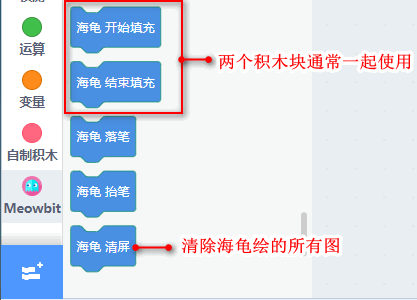 海龟 开始填充
运算
两个积木块通常一起使用
海龟 结束填充
变量
海龟 落笔
自制积木
海龟 抬笔
Meowbit
海龟 清屏
清除海龟绘的所有图